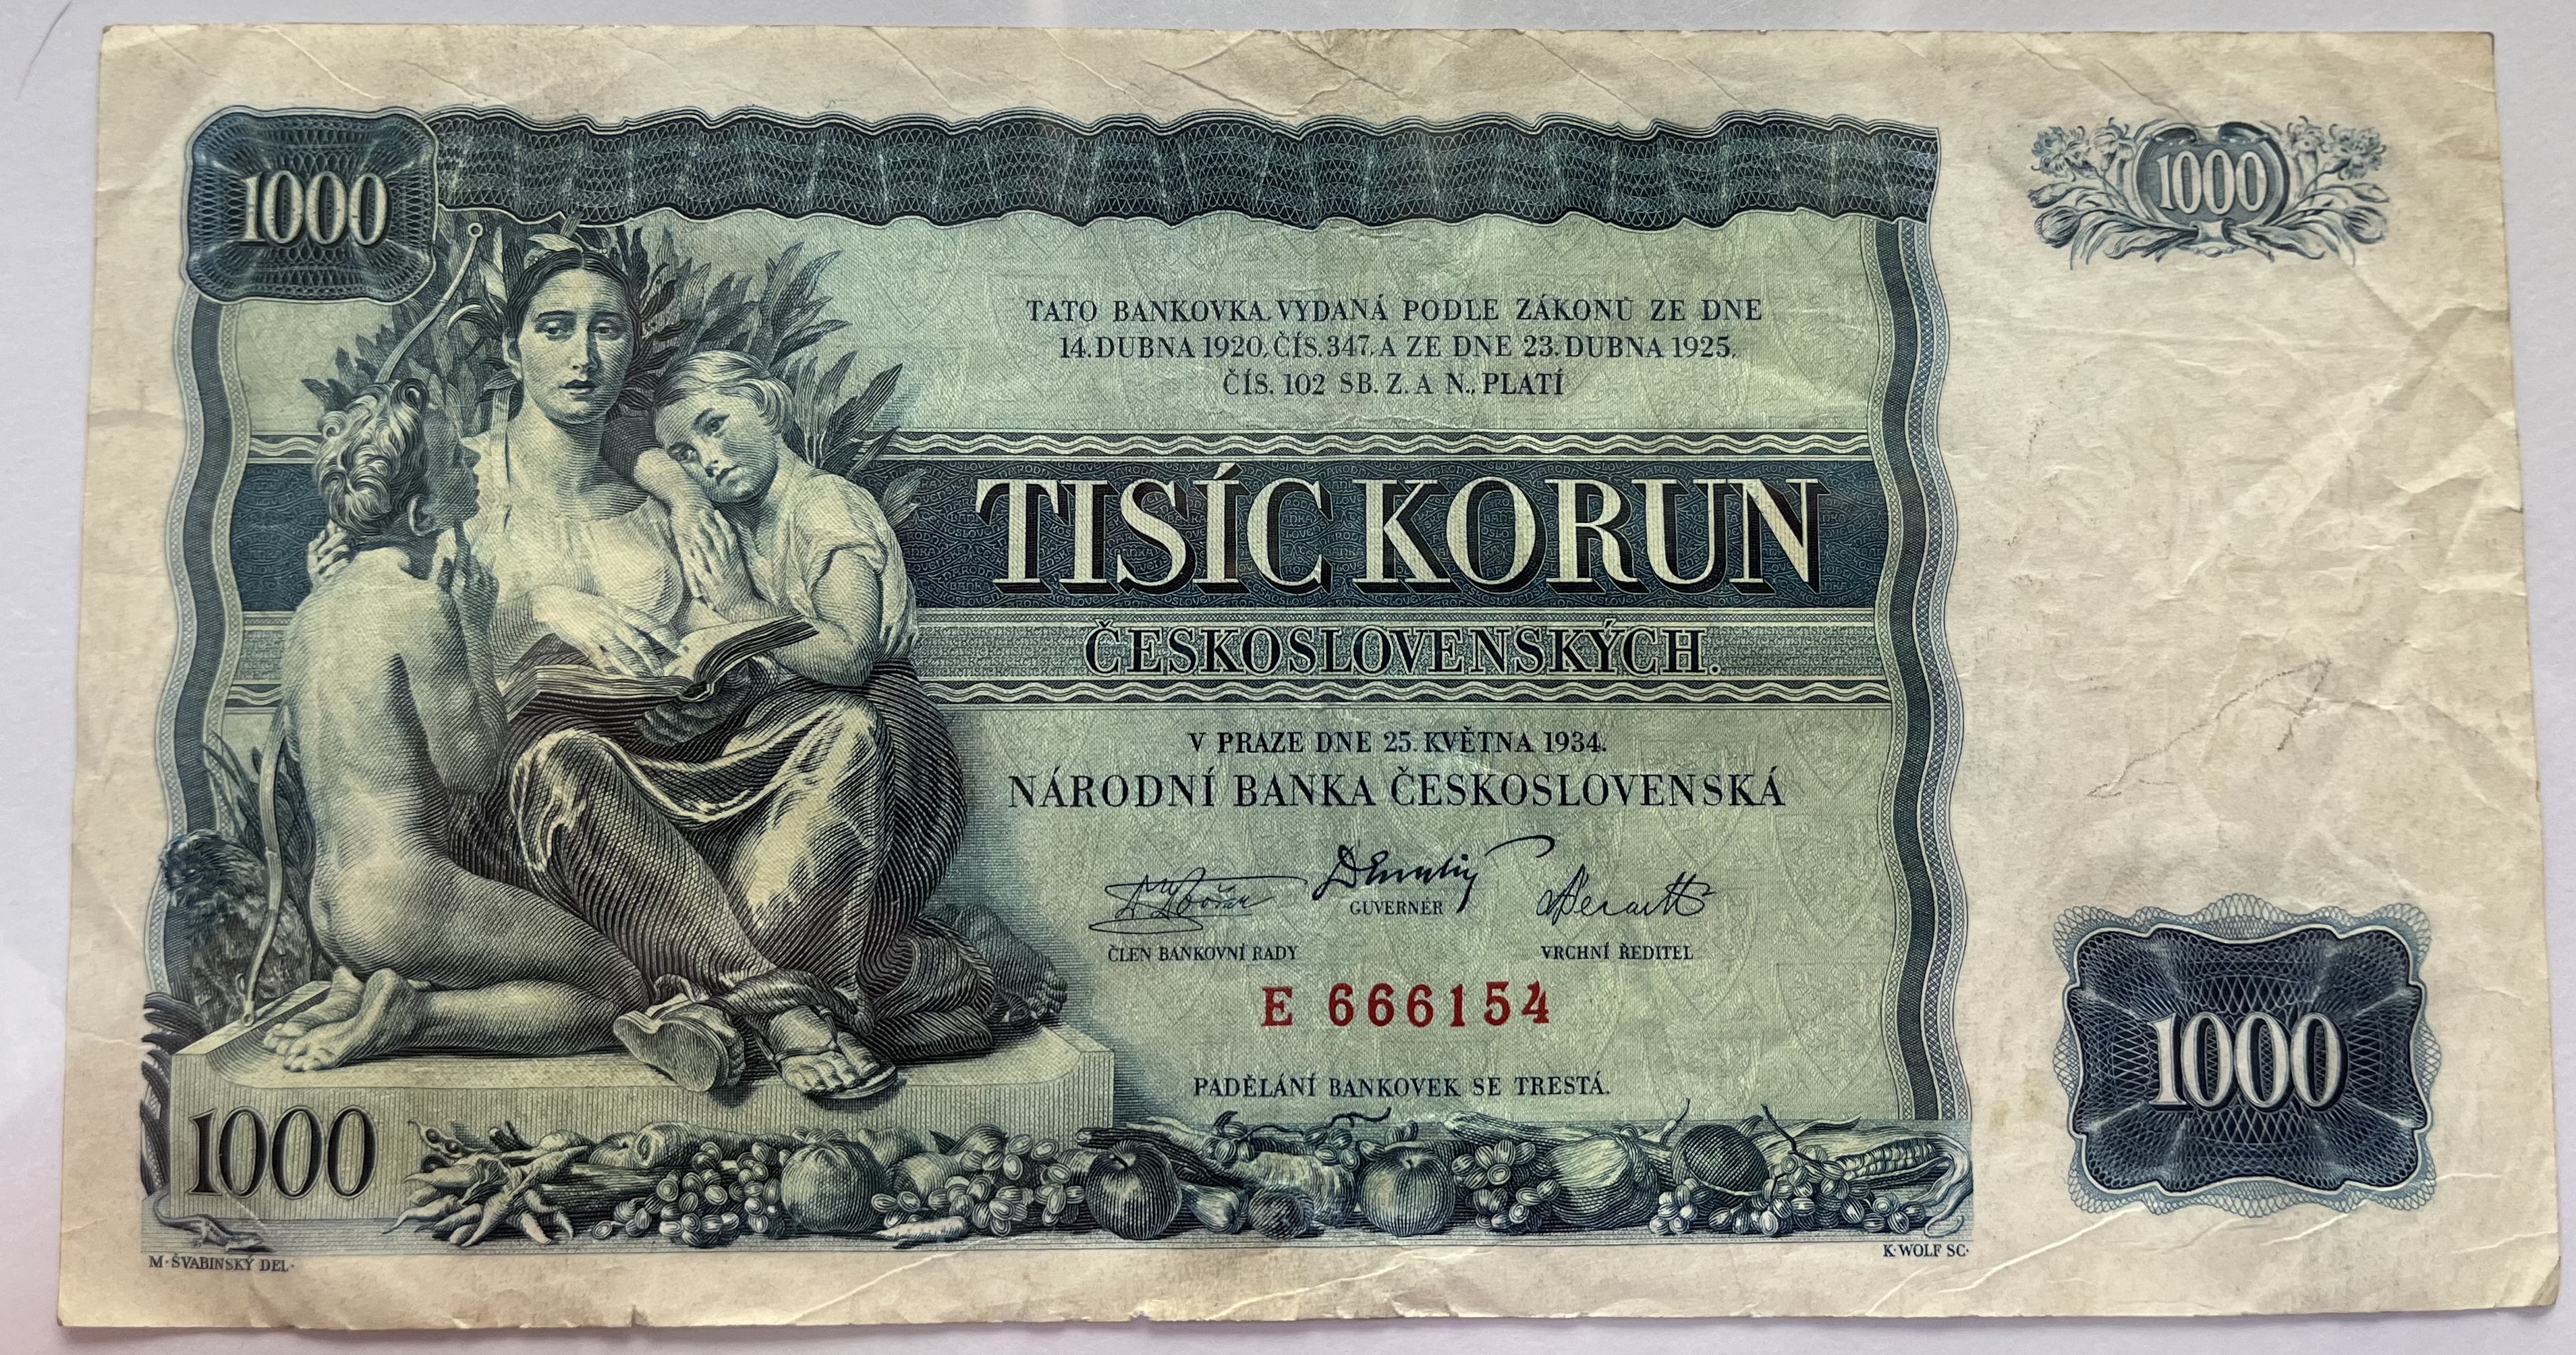 1000
1000
TATO BANKOVKA, VYDANÁ PODLE ZÁKONŮ ZE DNE
14. DUBNA 1920, ČÍS. 347, A ZE DNE 23. DUBNA 1925,
ČÍS. 102 SB. Z. A N., PLATÍ
TISÍC KORUN
ČESKOSLOVENSKÝCH.
V PRAZE DNE 25. KVĚTNA 1934.
NÁRODNÍ BANKA ČESKOSLOVENSKÁ
GUVERNÉR
ČLEN BANKOVNÍ RADY
VRCHNÍ ŘEDITEL
E 666154
PADĚLÁNÍ BANKOVEK SE TRESTÁ.
1000
1000
M·ŠVABINSKÝ DEL·
K·WOLF SC·